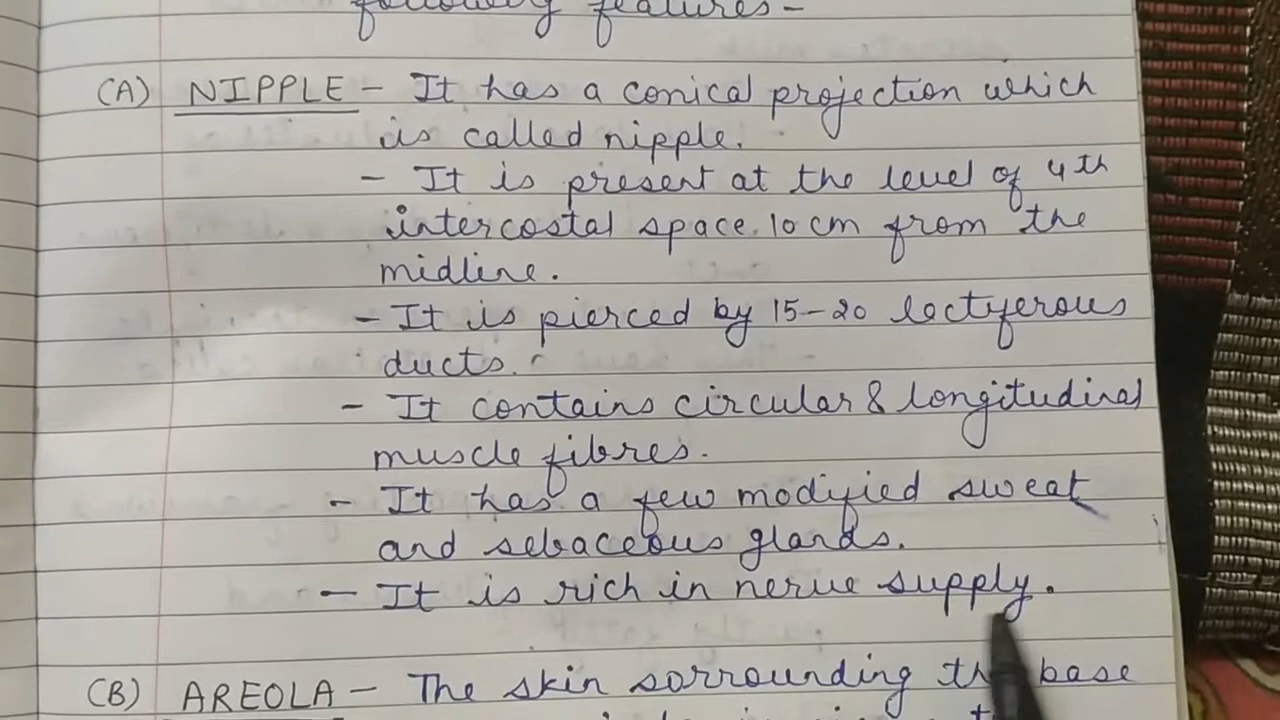 following features-
(A) NIPPLE - It has a conical projection which
is called nipple.
- It is present at the level of 4th
intercostal space 10 cm from the
midline.
- It is pierced by 15-20 lactiferous
ducts.
- It contains circular & longitudinal
muscle fibres.
- It has a few modified sweat
and sebaceous glands.
- It is rich in nerve supply.
(B) AREOLA - The skin sorrounding the base